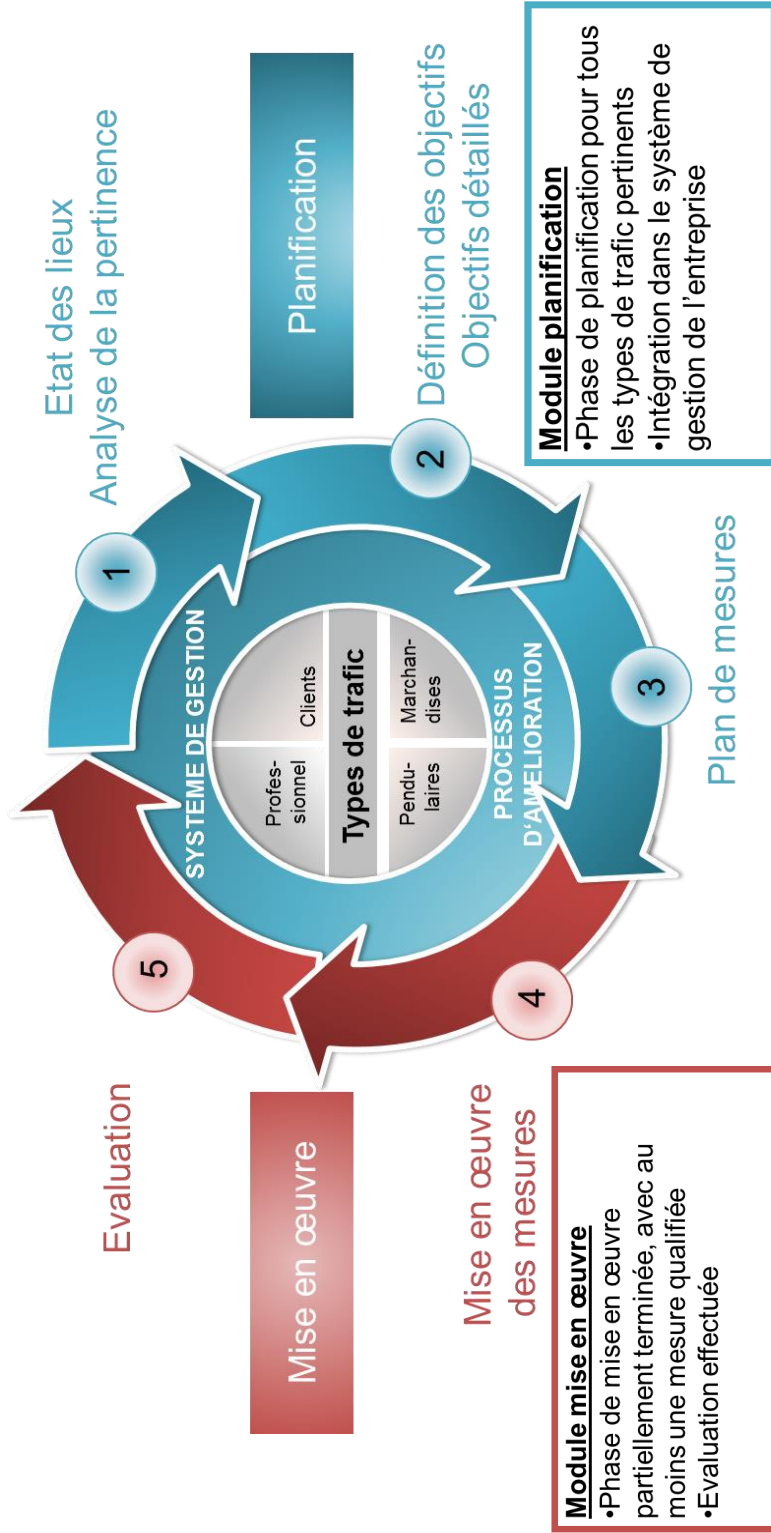 Etat des lieux
Analyse de la pertinence
1
Planification
2
Définition des objectifs
Objectifs détaillés
Module planification
•Phase de planification pour tous
les types de trafic pertinents
•Intégration dans le système de
gestion de l’entreprise
3
Plan de mesures
4
Mise en œuvre
des mesures
Mise en œuvre
Module mise en œuvre
•Phase de mise en œuvre
partiellement terminée, avec au
moins une mesure qualifiée
•Evaluation effectuée
5
Evaluation
SYSTEME DE GESTION
Profes-
sionnel
Clients
Types de trafic
Pendu-
laires
Marchan-
dises
PROCESSUS
D‘AMELIORATION